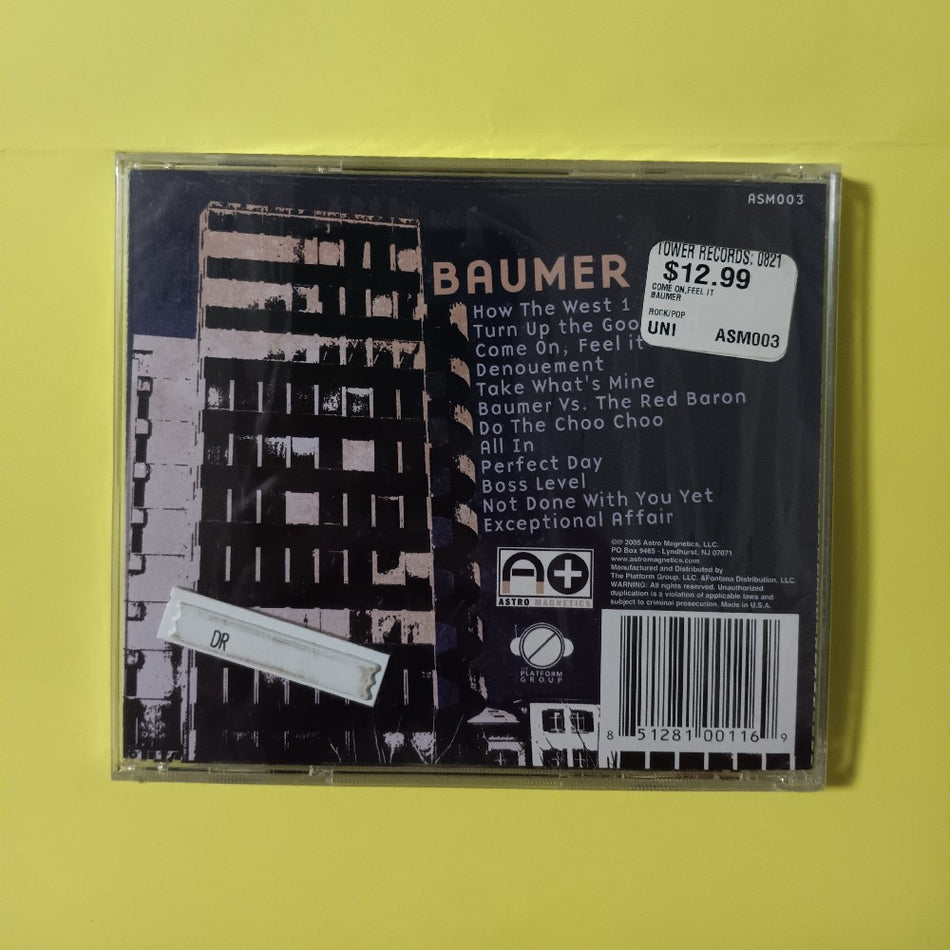 ASM003
TOWER RECORDS: 0821
$12.99
COME ON,FEEL IT
BAUMER
ROCK/POP
UNI ASM003
BAUMER
How The West 1
Turn Up the Goo
Come On, Feel it
Denouement
Take What's Mine
Baumer Vs. The Red Baron
Do The Choo Choo
All In
Perfect Day
Boss Level
Not Done With You Yet
Exceptional Affair
A+
ASTRO MAGNETICS
©℗ 2005 Astro Magnetics, LLC.
PO Box 9465 · Lyndhurst, NJ 07071
www.astromagnetics.com
Manufactured and Distributed by
The Platform Group, LLC. &Fontana Distribution, LLC.
WARNING: All rights reserved. Unauthorized
duplication is a violation of applicable laws and
subject to criminal prosecution. Made in U.S.A.
THE
PLATFORM
GROUP
DR
8 51281 00116 9